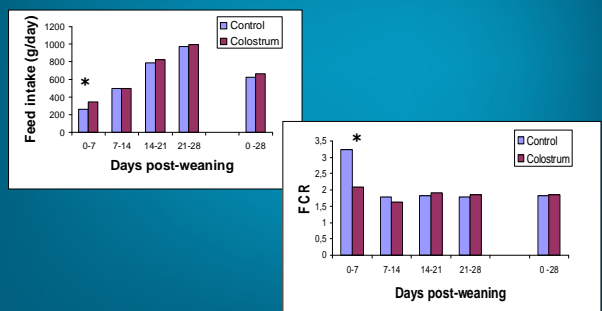 Feed intake (g/day)
1200
1000
800
600
400
200
0
*
Control
Colostrum
0-7 7-14 14-21 21-28 0 -28
Days post-weaning
FCR
3,5
3
2,5
2
1,5
1
0,5
0
*
Control
Colostrum
0-7 7-14 14-21 21-28 0 -28
Days post-weaning